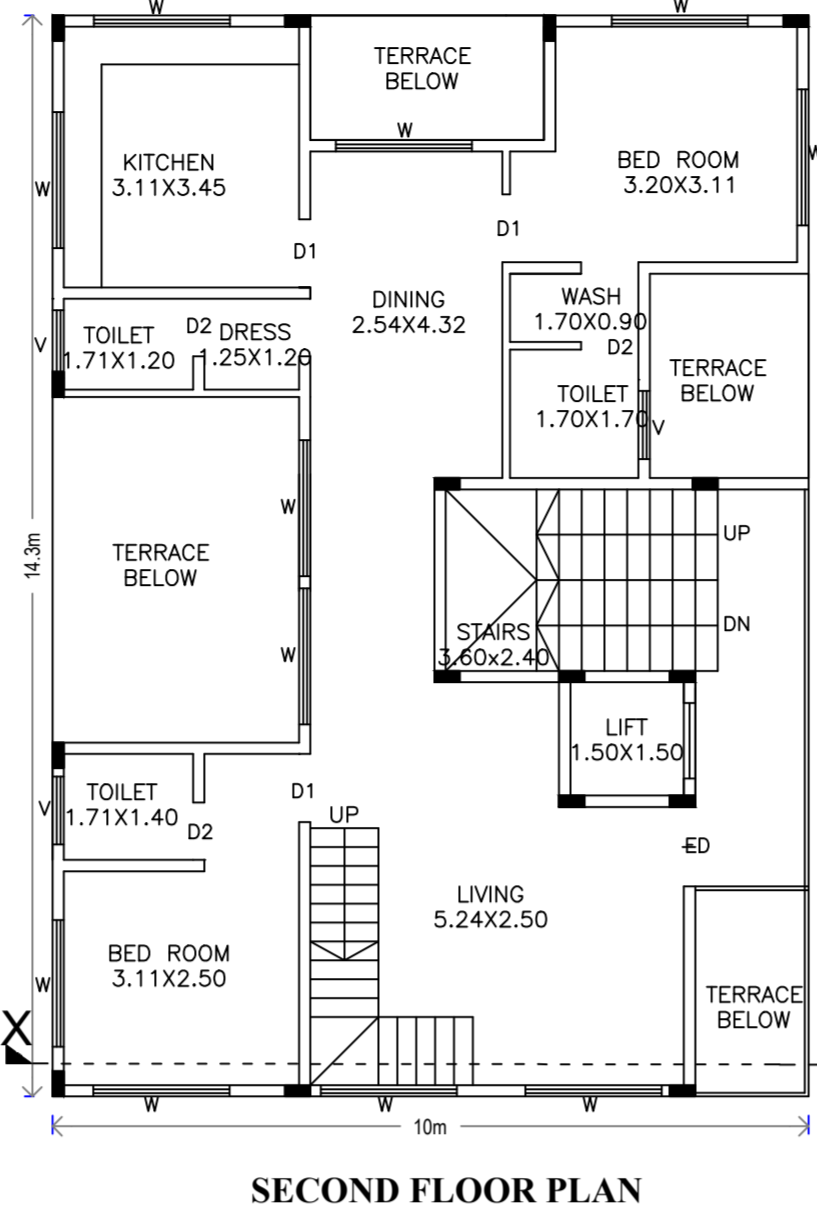 W
W
TERRACE
BELOW
W
KITCHEN
3.11X3.45
BED ROOM
3.20X3.11
W
W
D1
D1
DINING
2.54X4.32
WASH
1.70X0.90
D2
TOILET
1.71X1.20
D2
DRESS
1.25X1.20
V
TERRACE
BELOW
TOILET
1.70X1.70
V
W
14.3m
TERRACE
BELOW
UP
DN
STAIRS
3.60x2.40
W
LIFT
1.50X1.50
TOILET
1.71X1.40
V
D2
D1
UP
ED
LIVING
5.24X2.50
BED ROOM
3.11X2.50
W
TERRACE
BELOW
X
W
W
W
10m
SECOND FLOOR PLAN